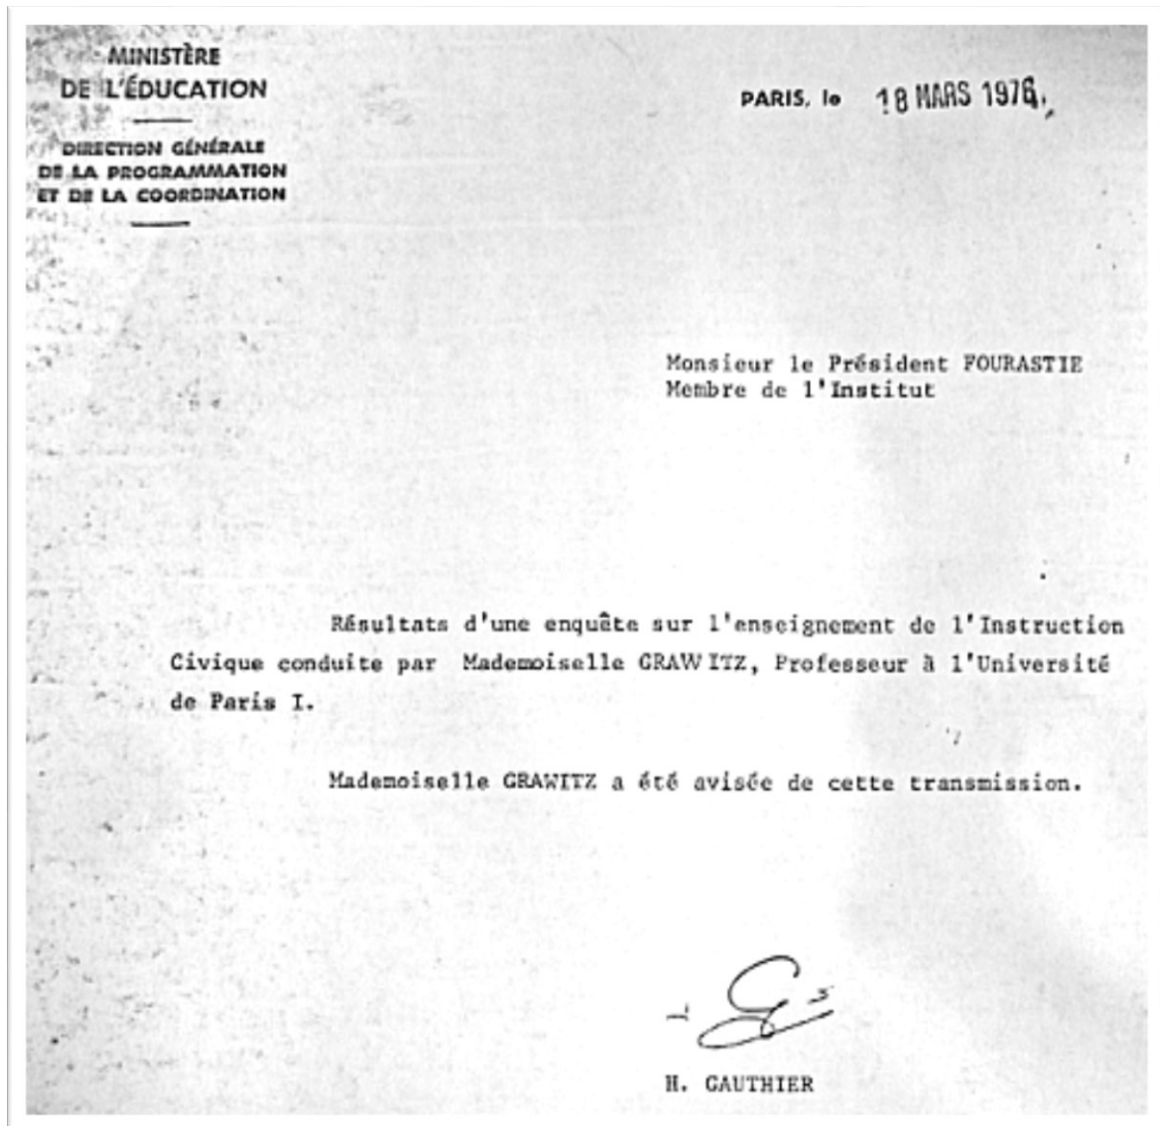 MINISTÈRE
DE L'ÉDUCATION
DIRECTION GÉNÉRALE
DE LA PROGRAMMATION
ET DE LA COORDINATION
PARIS, le 18 MARS 1976.
Monsieur le Président FOURASTIE
Membre de l'Institut
Résultats d'une enquête sur l'enseignement de l'Instruction
Civique conduite par Mademoiselle GRAWITZ, Professeur à l'Université
de Paris I.
Mademoiselle GRAWITZ a été avisée de cette transmission.
H. GAUTHIER